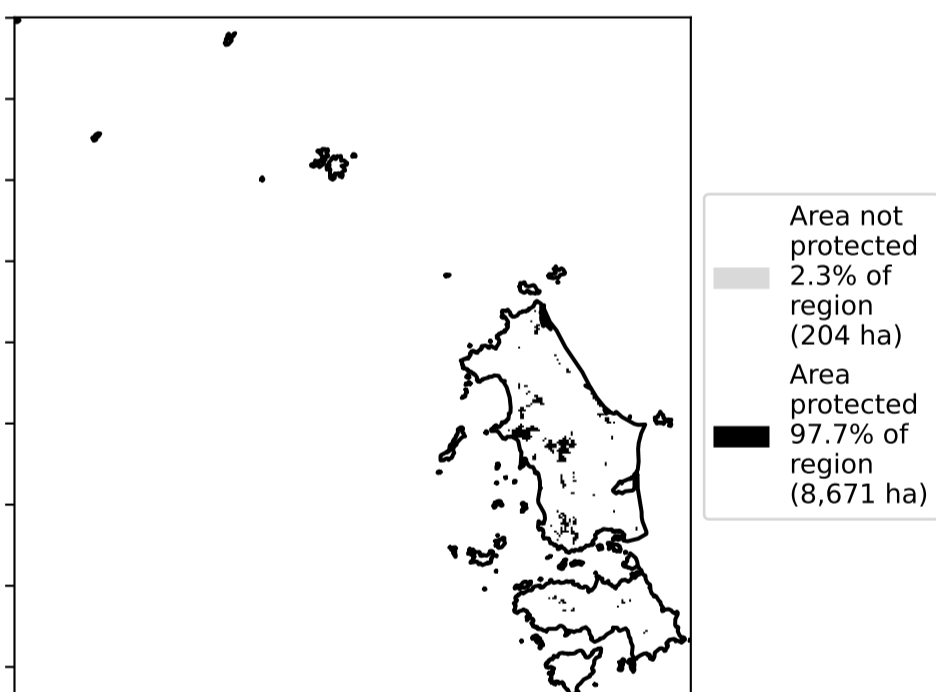 Area not
protected
2.3% of
region
(204 ha)
Area
protected
97.7% of
region
(8,671 ha)